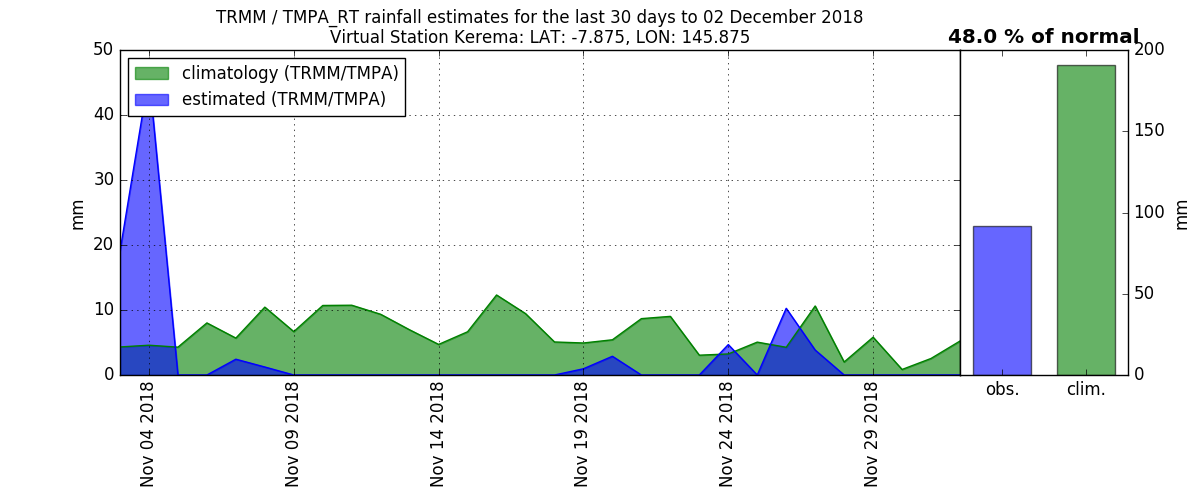 TRMM / TMPA_RT rainfall estimates for the last 30 days to 02 December 2018
Virtual Station Kerema: LAT: -7.875, LON: 145.875
48.0 % of normal
climatology (TRMM/TMPA)
estimated (TRMM/TMPA)
50
40
30
20
10
0
mm
Nov 04 2018
Nov 09 2018
Nov 14 2018
Nov 19 2018
Nov 24 2018
Nov 29 2018
obs.
clim.
200
150
100
50
0
mm